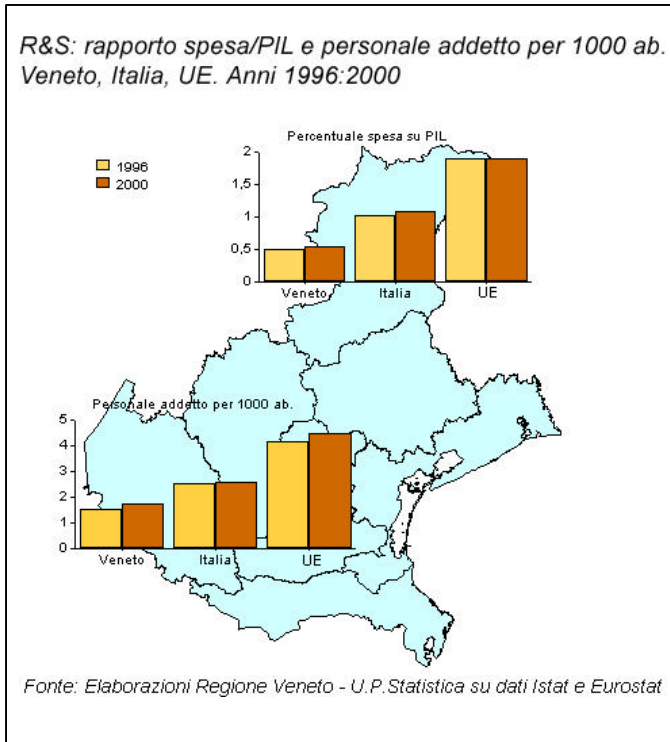 R&S: rapporto spesa/PIL e personale addetto per 1000 ab.
Veneto, Italia, UE. Anni 1996:2000
1996
2000
Percentuale spesa su PIL
2
1,5
1
0,5
0
Veneto Italia UE
Personale addetto per 1000 ab.
5
4
3
2
1
0
Veneto Italia UE
Fonte: Elaborazioni Regione Veneto - U.P.Statistica su dati Istat e Eurostat